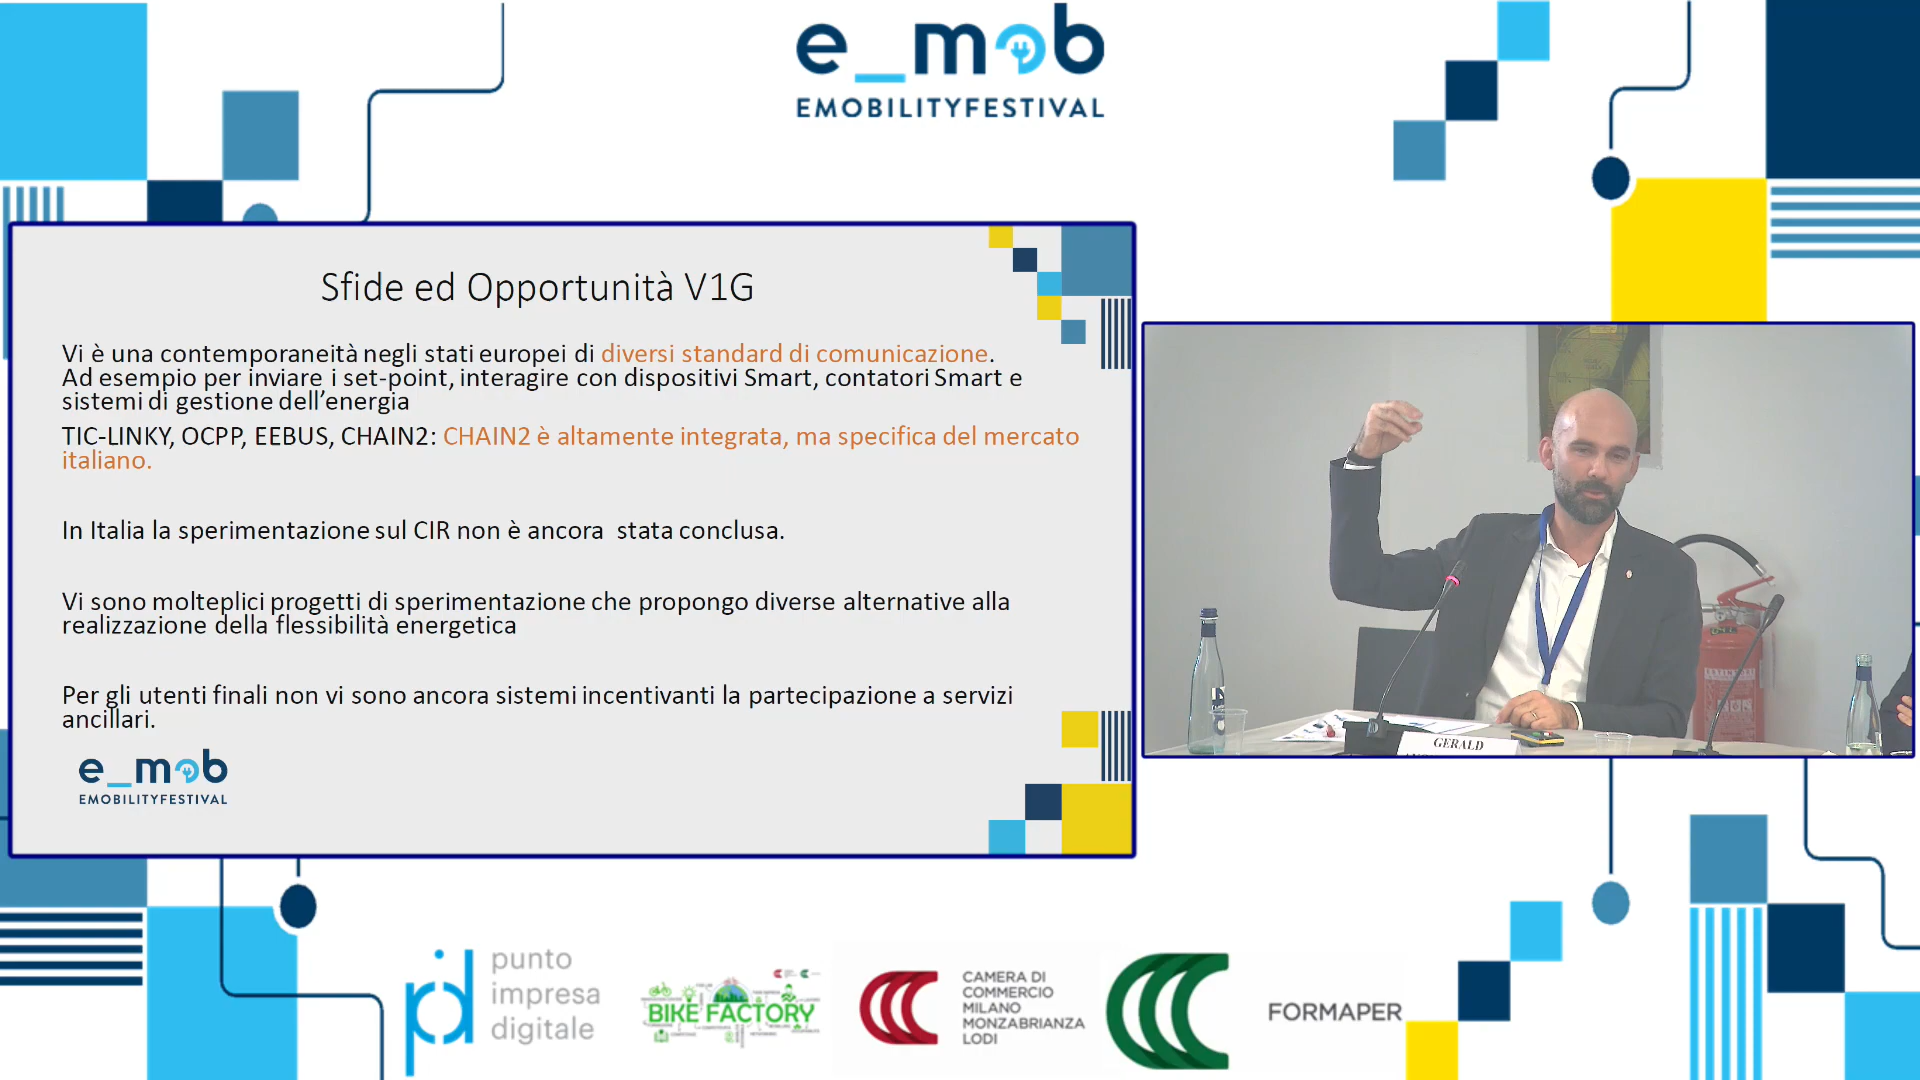 e_mob
EMOBILITYFESTIVAL
Sfide ed Opportunità V1G
Vi è una contemporaneità negli stati europei di diversi standard di comunicazione.
Ad esempio per inviare i set-point, interagire con dispositivi Smart, contatori Smart e
sistemi di gestione dell’energia
TIC-LINKY, OCPP, EEBUS, CHAIN2: CHAIN2 è altamente integrata, ma specifica del mercato
italiano.
In Italia la sperimentazione sul CIR non è ancora stata conclusa.
Vi sono molteplici progetti di sperimentazione che propongo diverse alternative alla
realizzazione della flessibilità energetica
Per gli utenti finali non vi sono ancora sistemi incentivanti la partecipazione a servizi
ancillari.
e_mob
EMOBILITYFESTIVAL
GERALD
punto
impresa
digitale
BIKE FACTORY
CAMERA DI
COMMERCIO
MILANO
MONZABRIANZA
LODI
FORMAPER